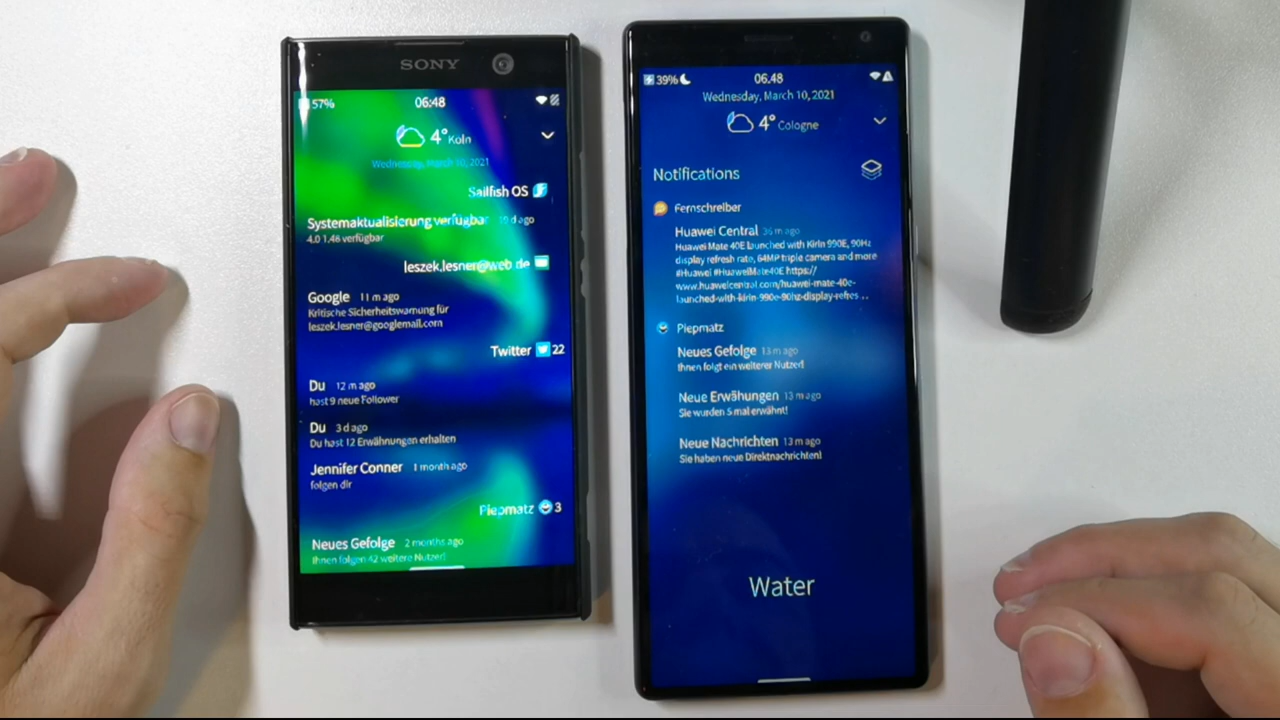 SONY
57%
06:48
4° Köln
Wednesday, March 10, 2021
Sailfish OS
Systemaktualisierung verfügbar 19 d ago
4.0.1.46 verfügbar
leszek.lesner@web.de
Google 11 m ago
Kritische Sicherheitswarnung für
leszek.lesner@googlemail.com
Twitter 22
Du 12 m ago
hast 9 neue Follower
Du 3 d ago
Du hast 12 Erwähnungen erhalten
Jennifer Conner 1 month ago
folgen dir
Piepmatz 3
Neues Gefolge 2 months ago
Ihnen folgen 42 weitere Nutzer!
39%
06.48
Wednesday, March 10, 2021
4° Cologne
Notifications
Fernschreiber
Huawei Central 36 m ago
Huawei Mate 40E launched with Kirin 990E, 90Hz
display refresh rate, 64MP triple camera and more
#Huawei #HuaweiMate40E https://
www.huaweicentral.com/huawei-mate-40e-
launched-with-kirin-990e-90hz-display-refres…
Piepmatz
Neues Gefolge 13 m ago
Ihnen folgt ein weiterer Nutzer!
Neue Erwähnungen 13 m ago
Sie wurden 5 mal erwähnt!
Neue Nachrichten 13 m ago
Sie haben neue Direktnachrichten!
Water